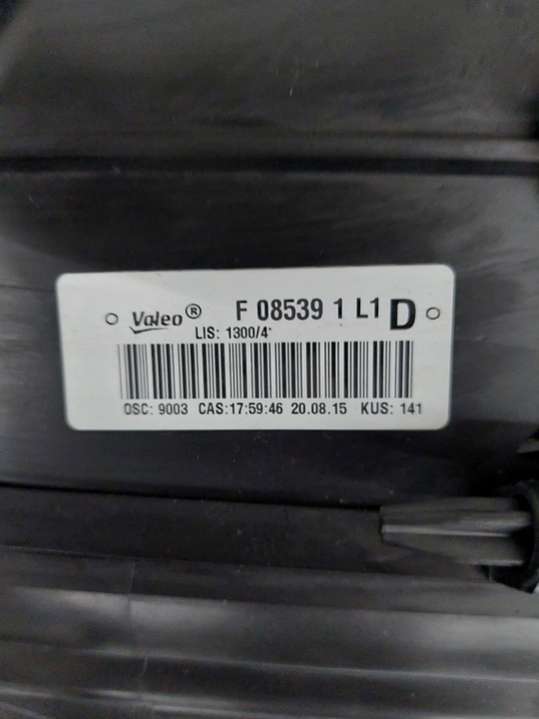 Valeo® F 08539 1 L1 D
LIS: 1300/4*
OSC: 9003 CAS:17:59:46 20.08.15 KUS: 141